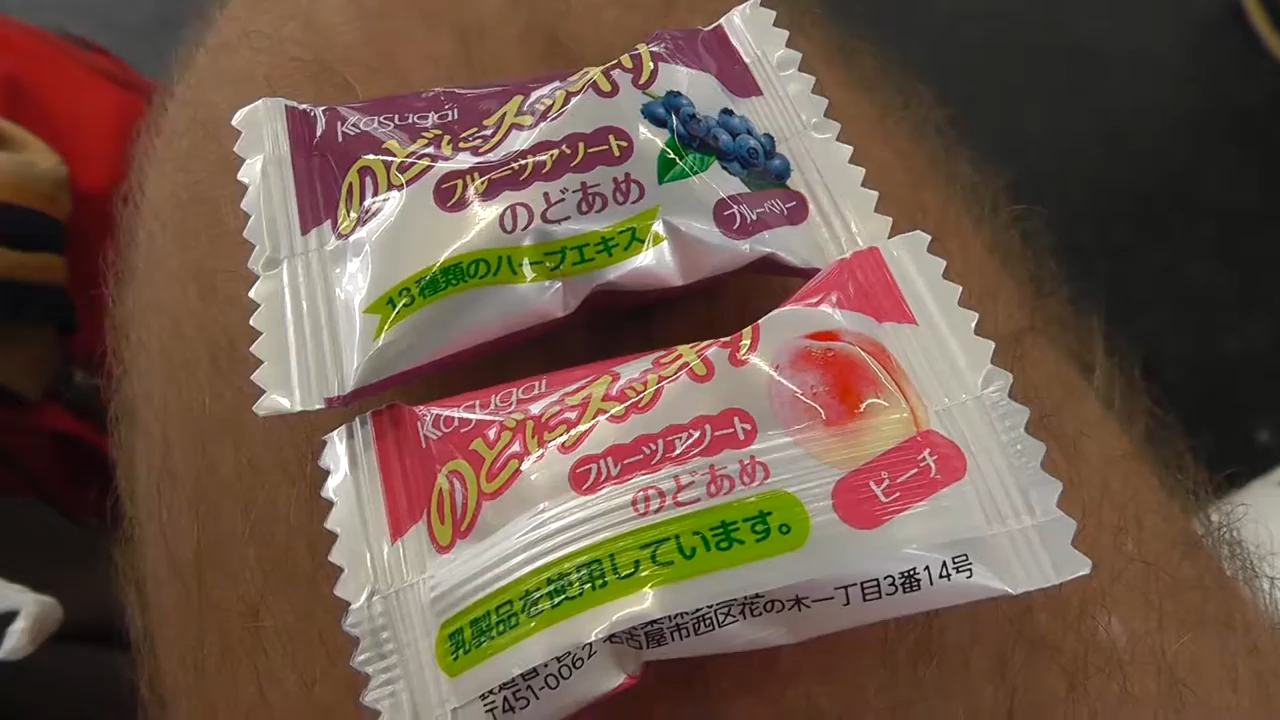 Kasugai
のどにスッキリ
フルーツアソート
のどあめ
ブルーベリー
13種類のハーブエキス
Kasugai
のどにスッキリ
フルーツアソート
のどあめ
ピーチ
乳製品を使用しています。
〒451-0062 名古屋市西区花の木一丁目3番14号